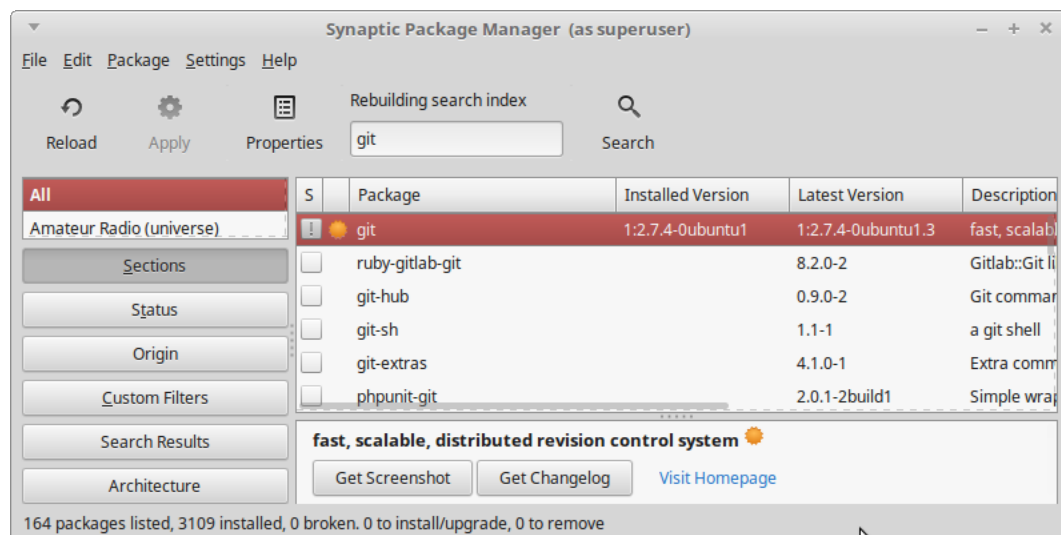 Synaptic Package Manager (as superuser)
File Edit Package Settings Help
Rebuilding search index
Reload Apply Properties git Search
All
Amateur Radio (universe)
Sections
Status
Origin
Custom Filters
Search Results
Architecture
S Package Installed Version Latest Version Description
git 1:2.7.4-0ubuntu1 1:2.7.4-0ubuntu1.3 fast, scalabl
ruby-gitlab-git 8.2.0-2 Gitlab::Git li
git-hub 0.9.0-2 Git commar
git-sh 1.1-1 a git shell
git-extras 4.1.0-1 Extra comm
phpunit-git 2.0.1-2build1 Simple wrap
fast, scalable, distributed revision control system
Get Screenshot Get Changelog Visit Homepage
164 packages listed, 3109 installed, 0 broken. 0 to install/upgrade, 0 to remove